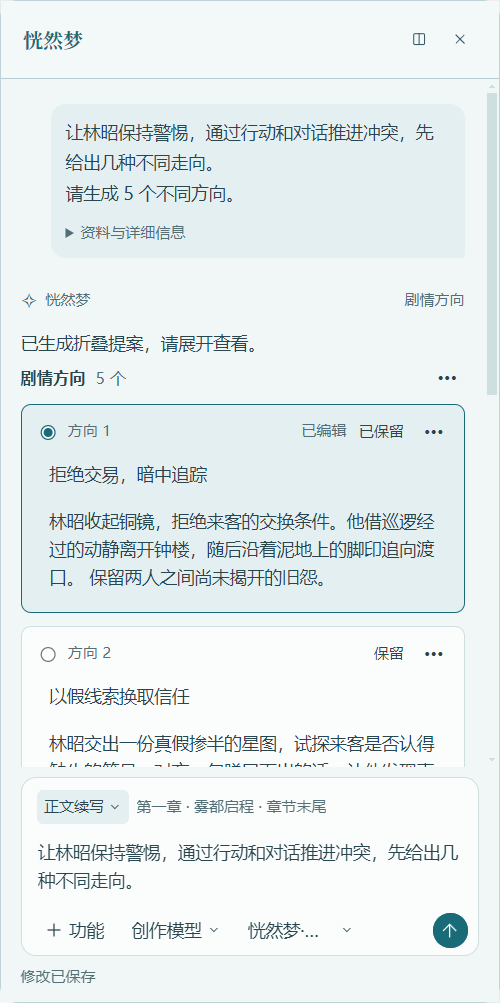 恍然梦
让林昭保持警惕，通过行动和对话推进冲突，先
给出几种不同走向。
请生成 5 个不同方向。
▶ 资料与详细信息
恍然梦 剧情方向
已生成折叠提案，请展开查看。
剧情方向 5 个 •••
方向 1 已编辑 已保留 •••
拒绝交易，暗中追踪
林昭收起铜镜，拒绝来客的交换条件。他借巡逻经
过的动静离开钟楼，随后沿着泥地上的脚印追向渡
口。 保留两人之间尚未揭开的旧怨。
方向 2 保留 •••
以假线索换取信任
林昭交出一份真假掺半的星图，试探来客是否认得
正文续写 第一章 · 雾都启程 · 章节末尾
让林昭保持警惕，通过行动和对话推进冲突，先给出几
种不同走向。
+ 功能 创作模型 恍然梦·...
修改已保存